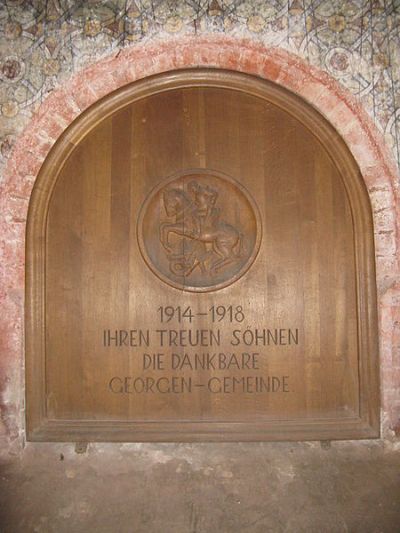 1914–1918
IHREN TREUEN SÖHNEN
DIE DANKBARE
GEORGEN–GEMEINDE